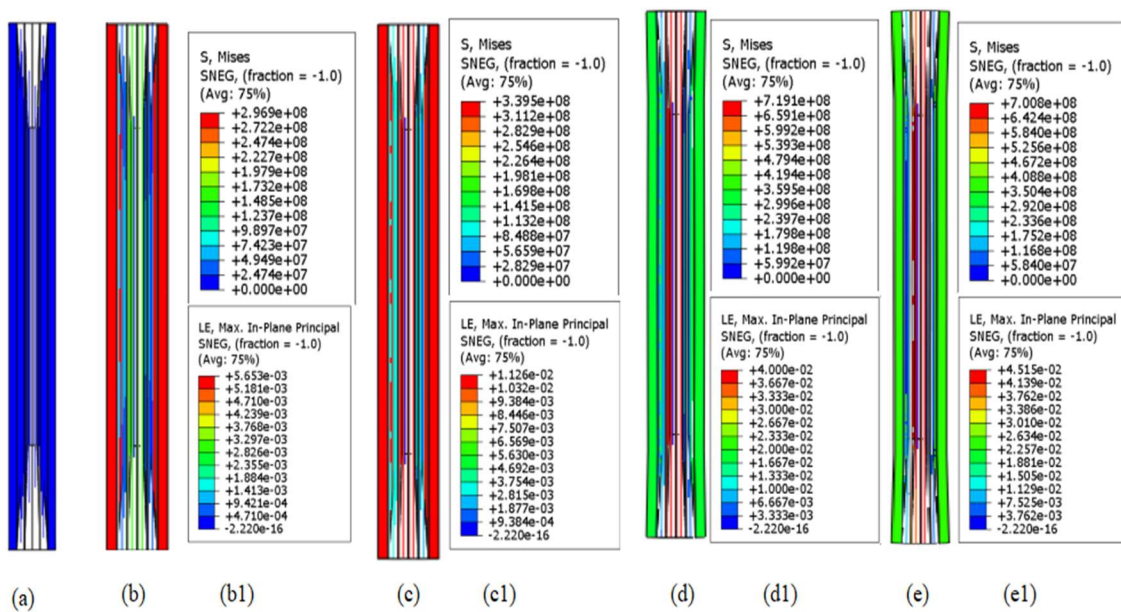 S, Mises
SNEG, (fraction = -1.0)
(Avg: 75%)
+2.969e+08
+2.722e+08
+2.474e+08
+2.227e+08
+1.979e+08
+1.732e+08
+1.485e+08
+1.237e+08
+9.897e+07
+7.423e+07
+4.949e+07
+2.474e+07
+0.000e+00
LE, Max. In-Plane Principal
SNEG, (fraction = -1.0)
(Avg: 75%)
+5.653e-03
+5.181e-03
+4.710e-03
+4.239e-03
+3.768e-03
+3.297e-03
+2.826e-03
+2.355e-03
+1.884e-03
+1.413e-03
+9.421e-04
+4.710e-04
-2.220e-16
S, Mises
SNEG, (fraction = -1.0)
(Avg: 75%)
+3.395e+08
+3.112e+08
+2.829e+08
+2.546e+08
+2.264e+08
+1.981e+08
+1.698e+08
+1.415e+08
+1.132e+08
+8.488e+07
+5.659e+07
+2.829e+07
+0.000e+00
LE, Max. In-Plane Principal
SNEG, (fraction = -1.0)
(Avg: 75%)
+1.126e-02
+1.032e-02
+9.384e-03
+8.446e-03
+7.507e-03
+6.569e-03
+5.630e-03
+4.692e-03
+3.754e-03
+2.815e-03
+1.877e-03
+9.384e-04
-2.220e-16
S, Mises
SNEG, (fraction = -1.0)
(Avg: 75%)
+7.191e+08
+6.591e+08
+5.992e+08
+5.393e+08
+4.794e+08
+4.194e+08
+3.595e+08
+2.996e+08
+2.397e+08
+1.798e+08
+1.198e+08
+5.992e+07
+0.000e+00
LE, Max. In-Plane Principal
SNEG, (fraction = -1.0)
(Avg: 75%)
+4.000e-02
+3.667e-02
+3.333e-02
+3.000e-02
+2.667e-02
+2.333e-02
+2.000e-02
+1.667e-02
+1.333e-02
+1.000e-02
+6.667e-03
+3.333e-03
-2.220e-16
S, Mises
SNEG, (fraction = -1.0)
(Avg: 75%)
+7.008e+08
+6.424e+08
+5.840e+08
+5.256e+08
+4.672e+08
+4.088e+08
+3.504e+08
+2.920e+08
+2.336e+08
+1.752e+08
+1.168e+08
+5.840e+07
+0.000e+00
LE, Max. In-Plane Principal
SNEG, (fraction = -1.0)
(Avg: 75%)
+4.515e-02
+4.139e-02
+3.762e-02
+3.386e-02
+3.010e-02
+2.634e-02
+2.257e-02
+1.881e-02
+1.505e-02
+1.129e-02
+7.525e-03
+3.762e-03
-2.220e-16
(a) (b) (b1) (c) (c1) (d) (d1) (e) (e1)